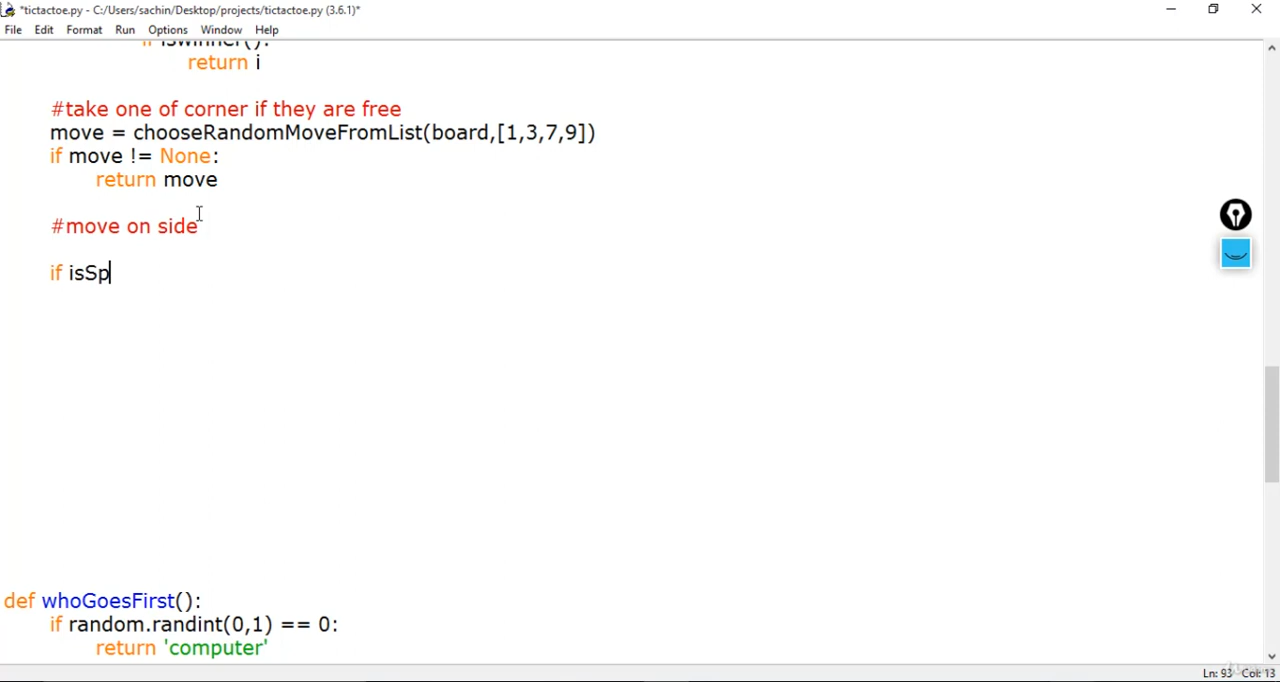 *tictactoe.py - C:/Users/sachin/Desktop/projects/tictactoe.py (3.6.1)*
File Edit Format Run Options Window Help
if isWinner():
return i
#take one of corner if they are free
move = chooseRandomMoveFromList(board,[1,3,7,9])
if move != None:
return move
#move on side
if isSp
def whoGoesFirst():
if random.randint(0,1) == 0:
return 'computer'
Ln: 93 Col: 13